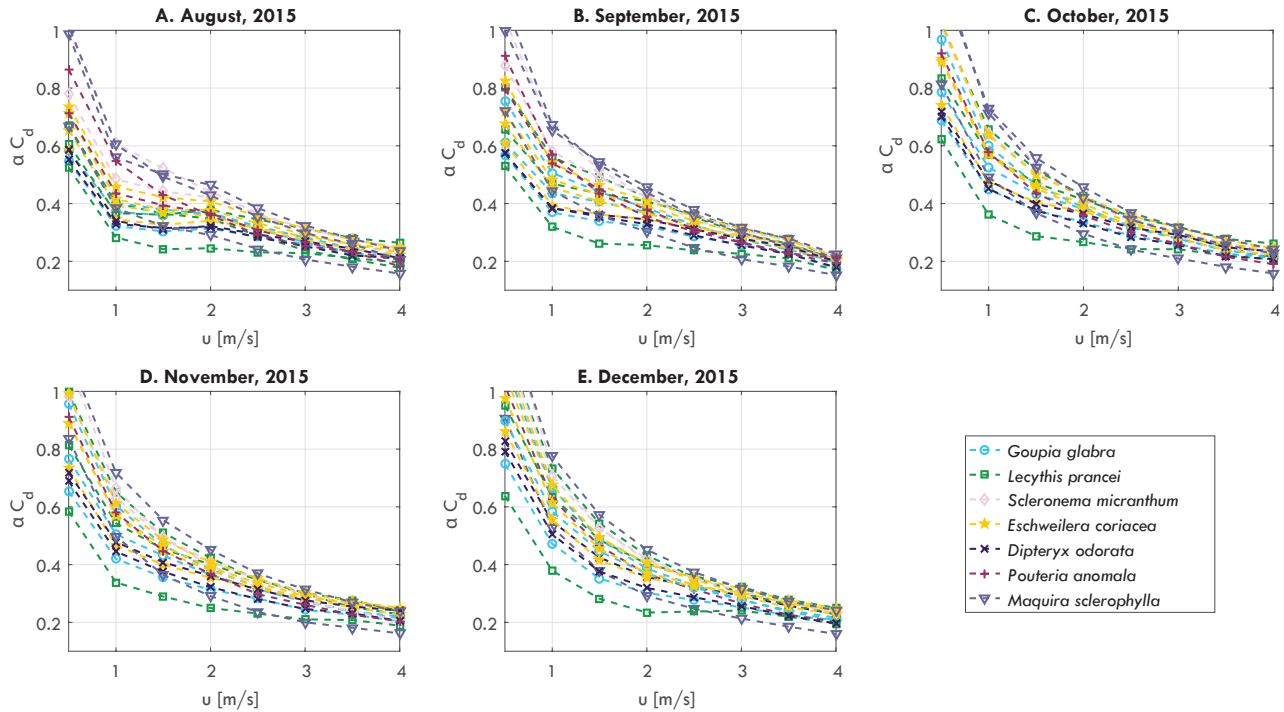 A. August, 2015
B. September, 2015
C. October, 2015
1
0.8
0.6
0.4
0.2
α C_d
1 2 3 4
u [m/s]
1
0.8
0.6
0.4
0.2
α C_d
1 2 3 4
u [m/s]
1
0.8
0.6
0.4
0.2
α C_d
1 2 3 4
u [m/s]
D. November, 2015
E. December, 2015
1
0.8
0.6
0.4
0.2
α C_d
1 2 3 4
u [m/s]
1
0.8
0.6
0.4
0.2
α C_d
1 2 3 4
u [m/s]
Goupia glabra
Lecythis prancei
Scleronema micranthum
Eschweilera coriacea
Dipteryx odorata
Pouteria anomala
Maquira sclerophylla